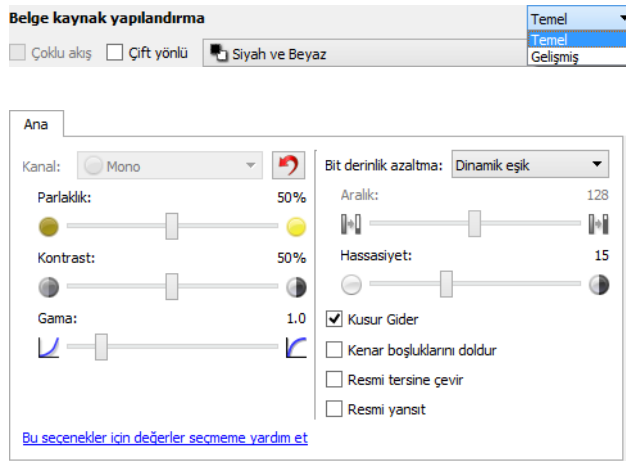 Belge kaynak yapılandırma
Temel
Temel
Gelişmiş
Çoklu akış
Çift yönlü
Siyah ve Beyaz
Ana
Kanal:
Mono
Parlaklık:
50%
Kontrast:
50%
Gama:
1.0
Bit derinlik azaltma:
Dinamik eşik
Aralık:
128
Hassasiyet:
15
Kusur Gider
Kenar boşluklarını doldur
Resmi tersine çevir
Resmi yansıt
Bu seçenekler için değerler seçmeme yardım et